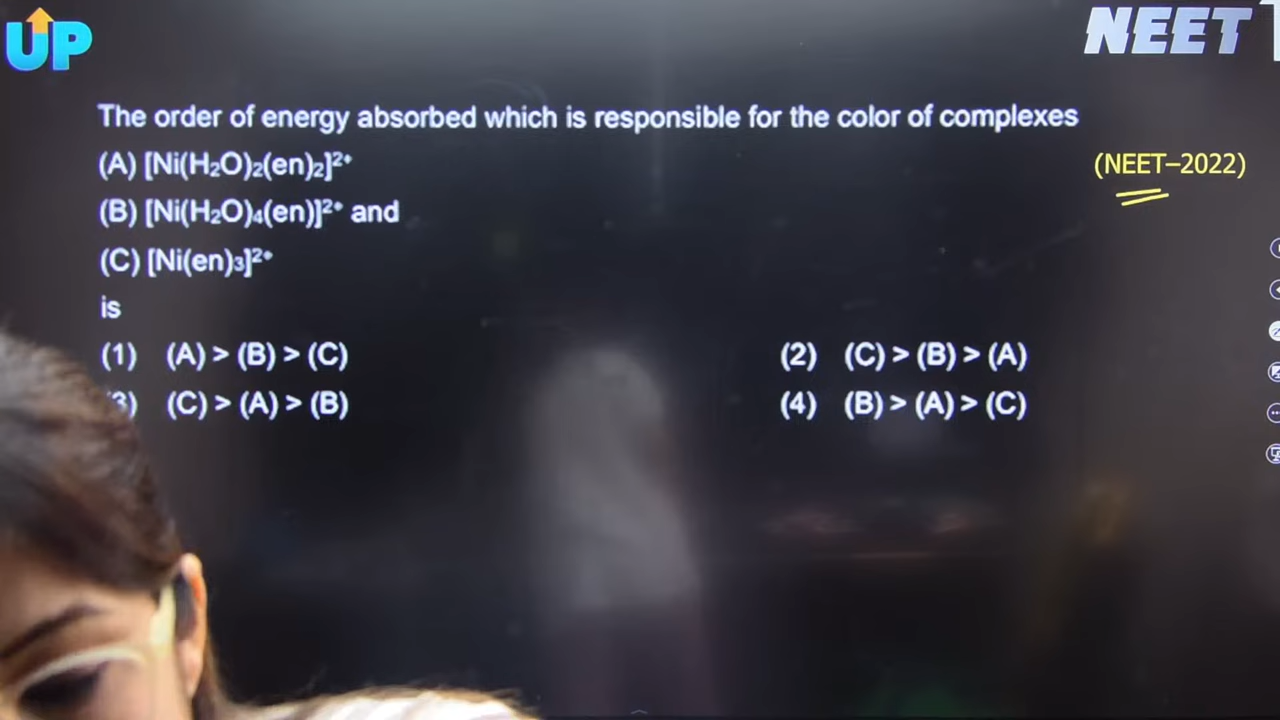 UP
NEET
The order of energy absorbed which is responsible for the color of complexes
(A) [Ni(H₂O)₂(en)₂]²⁺
(NEET–2022)
(B) [Ni(H₂O)₄(en)]²⁺ and
(C) [Ni(en)₃]²⁺
is
(1) (A) > (B) > (C)
(2) (C) > (B) > (A)
3) (C) > (A) > (B)
(4) (B) > (A) > (C)